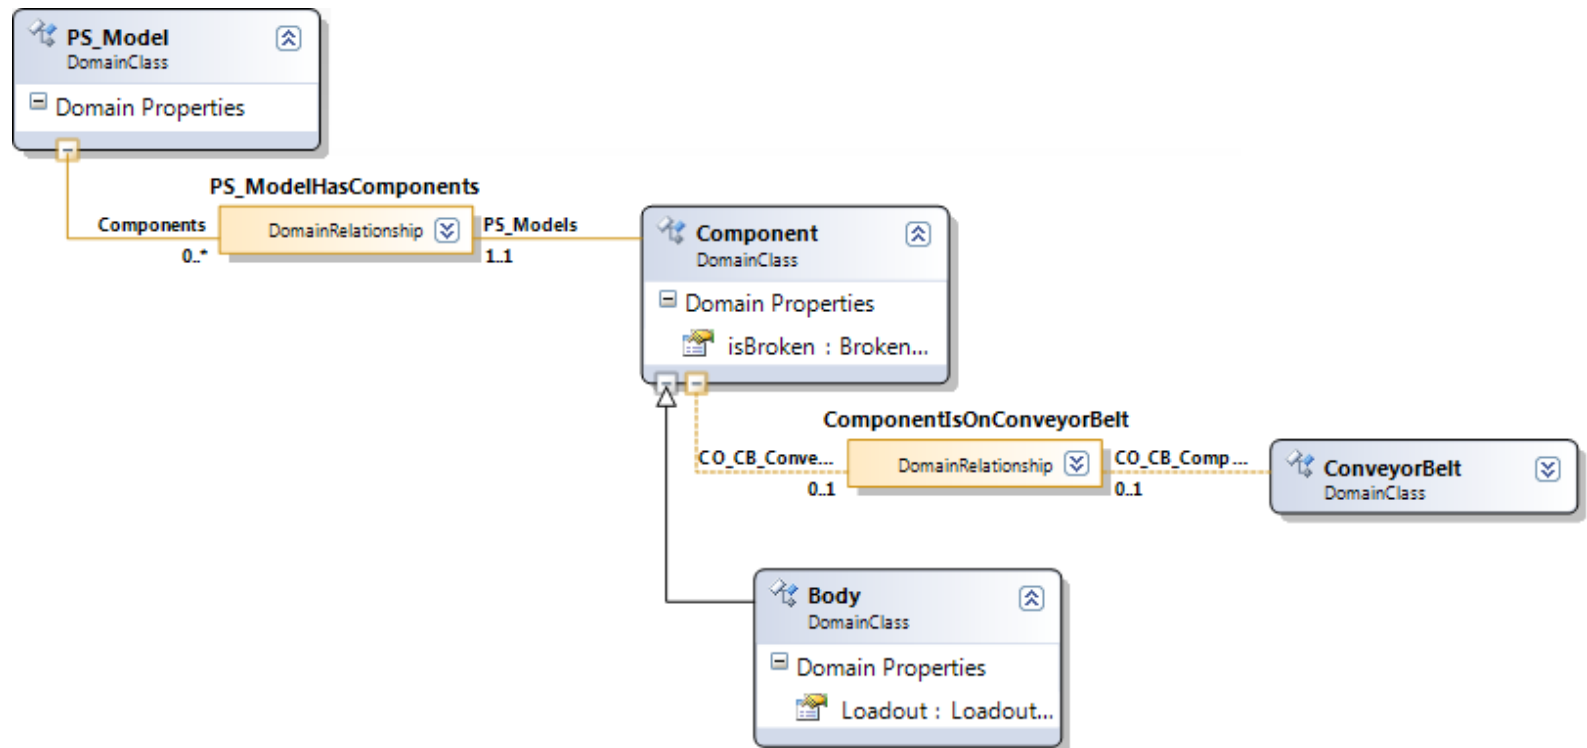 PS_Model
DomainClass
Domain Properties
PS_ModelHasComponents
Components
DomainRelationship
PS_Models
0..*
1..1
Component
DomainClass
Domain Properties
isBroken : Broken...
ComponentIsOnConveyorBelt
CO_CB_Conve...
DomainRelationship
CO_CB_Comp...
0..1
0..1
ConveyorBelt
DomainClass
Body
DomainClass
Domain Properties
Loadout : Loadout...